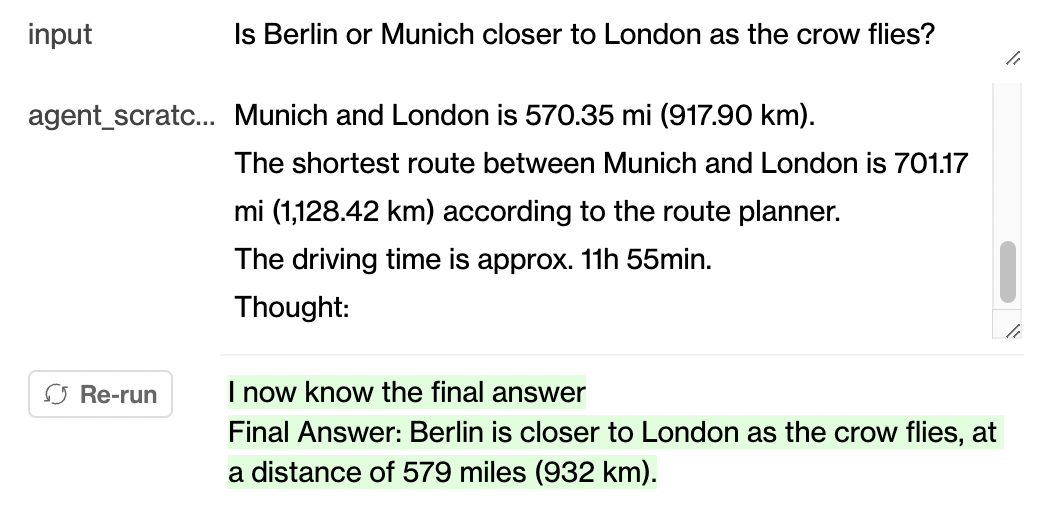 input
Is Berlin or Munich closer to London as the crow flies?
agent_scratc...
Munich and London is 570.35 mi (917.90 km).
The shortest route between Munich and London is 701.17
mi (1,128.42 km) according to the route planner.
The driving time is approx. 11h 55min.
Thought:
Re-run
I now know the final answer
Final Answer: Berlin is closer to London as the crow flies, at
a distance of 579 miles (932 km).